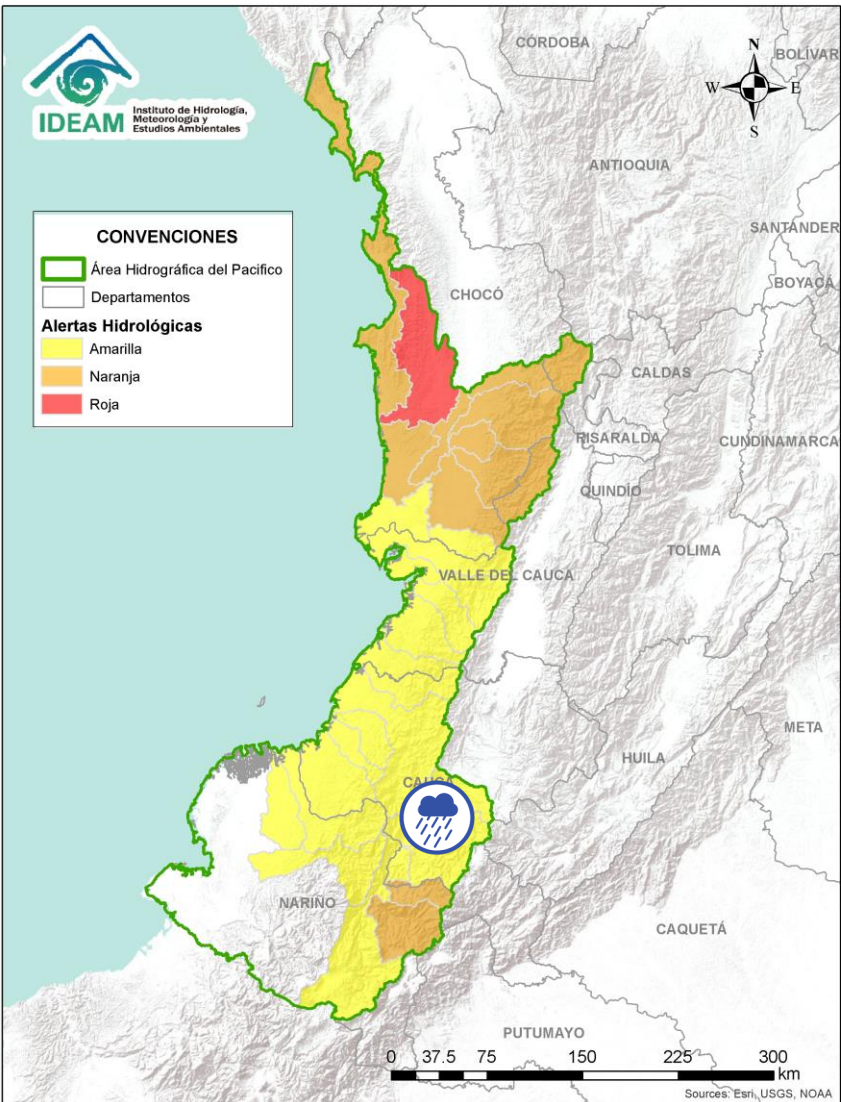 IDEAM
Instituto de Hidrología,
Meteorología y
Estudios Ambientales
N
W
E
S
CÓRDOBA
BOLIVAR
ANTIOQUIA
SANTANDER
BOYACÁ
CHOCÓ
CALDAS
RISARALDA
CUNDINAMARCA
QUINDÍO
TOLIMA
VALLE DEL CAUCA
META
HUILA
CAUCA
NARIÑO
CAQUETÁ
PUTUMAYO
CONVENCIONES
Área Hidrográfica del Pacifico
Departamentos
Alertas Hidrológicas
Amarilla
Naranja
Roja
0 37.5 75 150 225 300
km
Sources: Esri, USGS, NOAA